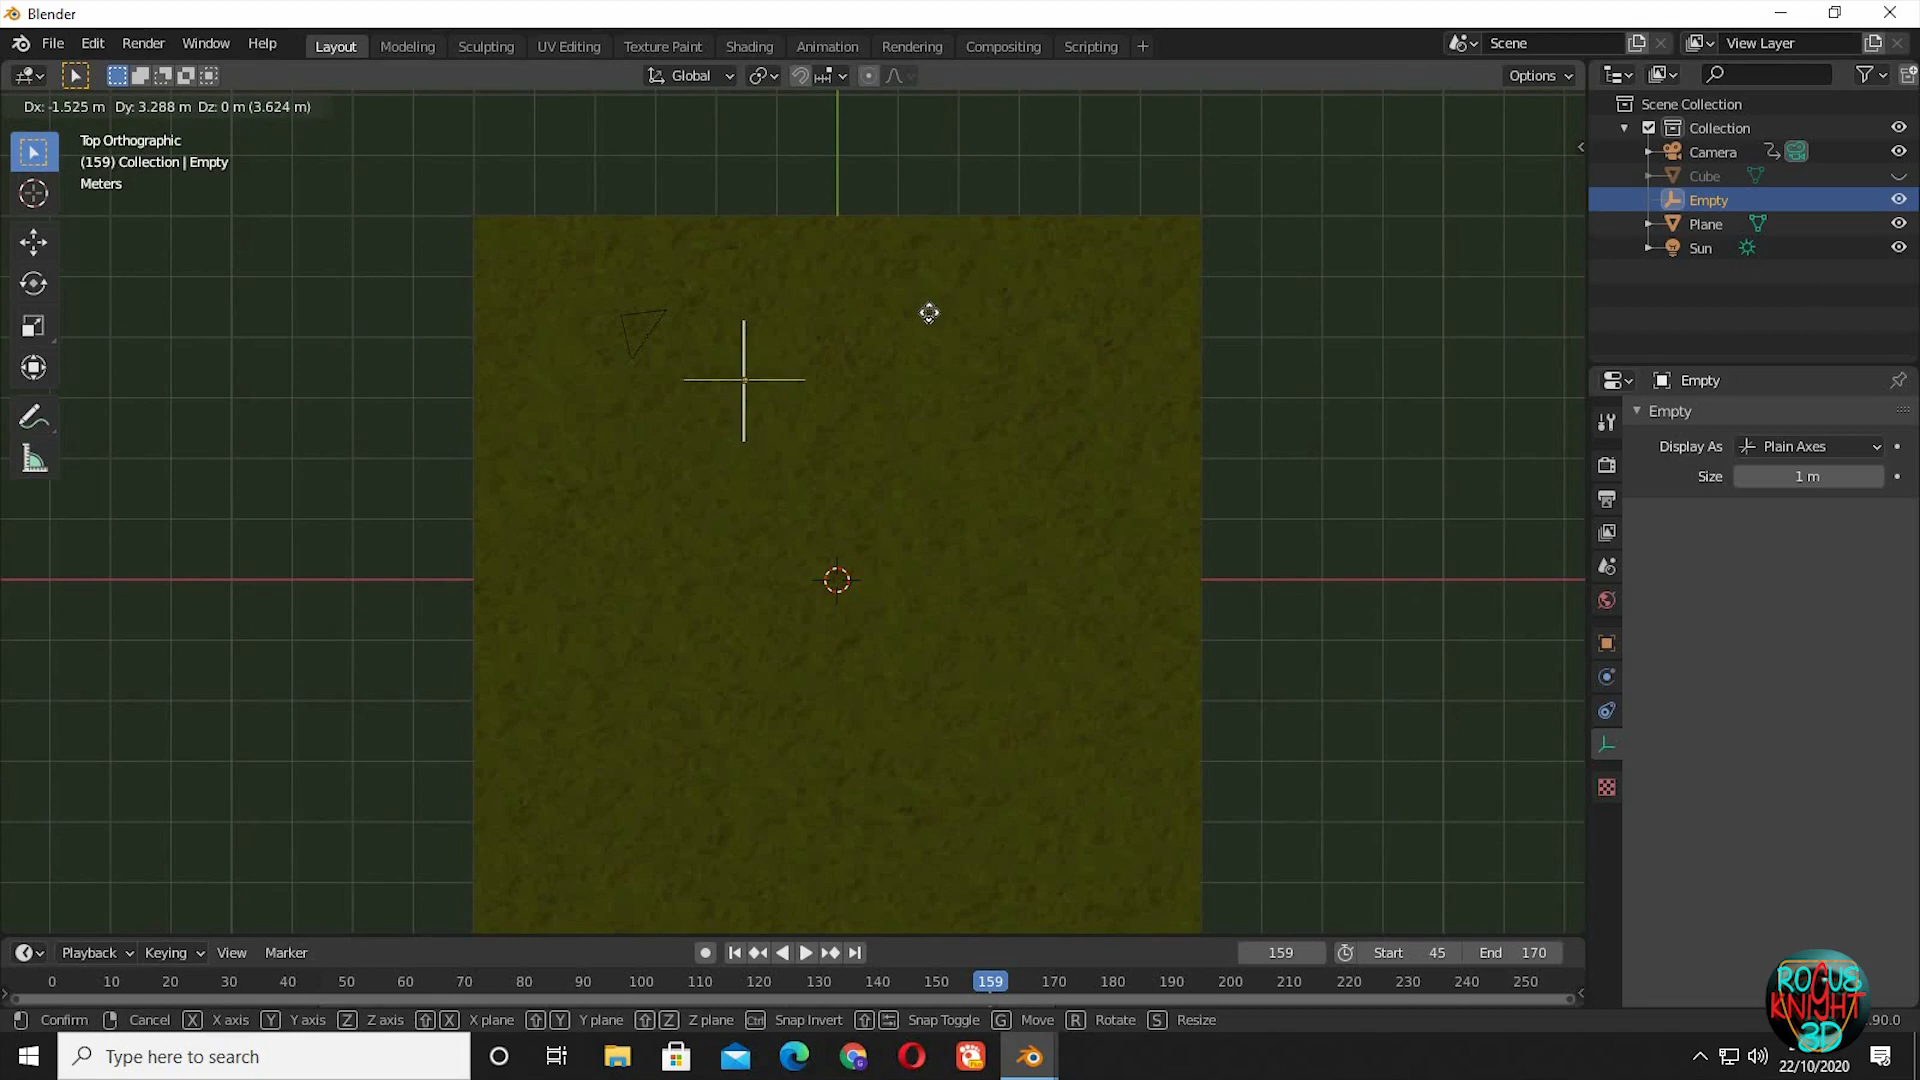 Blender
File Edit Render Window Help
Layout Modeling Sculpting UV Editing Texture Paint Shading Animation Rendering Compositing Scripting
Scene
View Layer
Global
Options
Dx: -1.525 m Dy: 3.288 m Dz: 0 m (3.624 m)
Top Orthographic
(159) Collection | Empty
Meters
Scene Collection
Collection
Camera
Cube
Empty
Plane
Sun
Empty
Empty
Display As Plain Axes
Size 1 m
Playback Keying View Marker
159 Start 45 End 170
0 10 20 30 40 50 60 70 80 90 100 110 120 130 140 150 159 170 180 190 200 210 220 230 240 250
Confirm Cancel X X axis Y Y axis Z Z axis X X plane Y Y plane Z Z plane Ctrl Snap Invert Snap Toggle G Move R Rotate S Resize
.90.0
ROGUE
KNIGHT
3D
Type here to search
22/10/2020